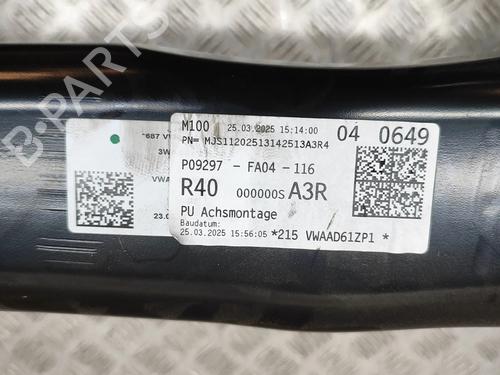 M100 25.03.2025 15:14:00 04 0649
PN= MJS11202513142513A3R4
P09297 - FA04 - 116
R40 000000S A3R
PU Achsmontage
Baudatum:
25.03.2025 15:56:05 *215 VWAAD61ZP1 *
*687 V
3W
VWA
23.0
B-PARTS